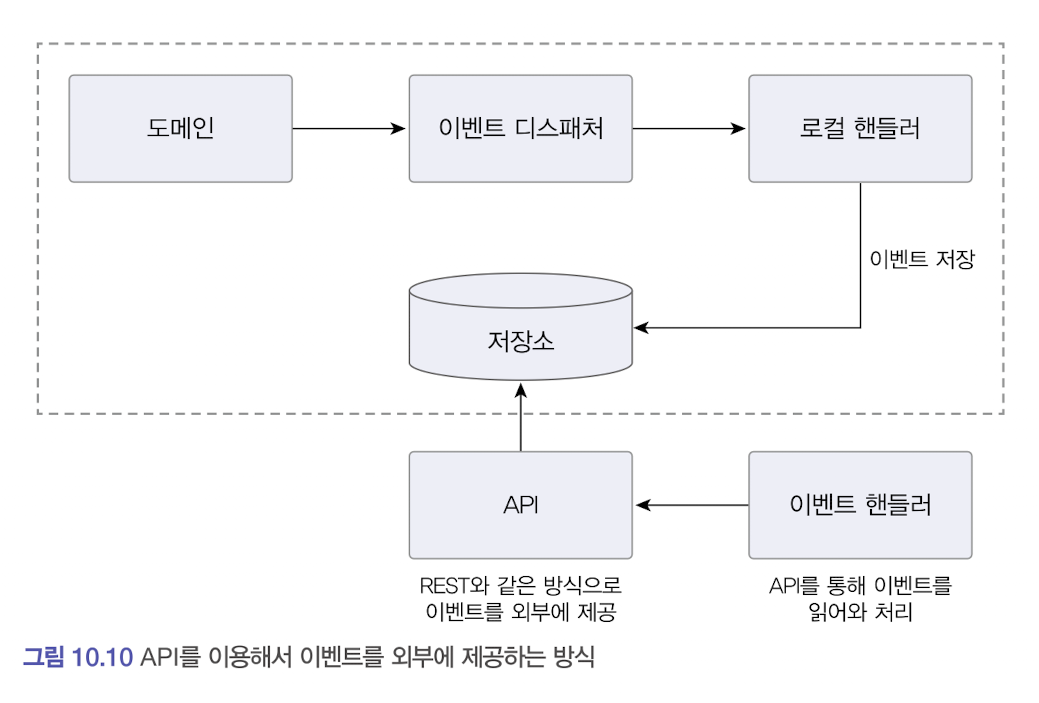 도메인
이벤트 디스패처
로컬 핸들러
이벤트 저장
저장소
API
이벤트 핸들러
REST와 같은 방식으로
이벤트를 외부에 제공
API를 통해 이벤트를
읽어와 처리
그림 10.10 API를 이용해서 이벤트를 외부에 제공하는 방식